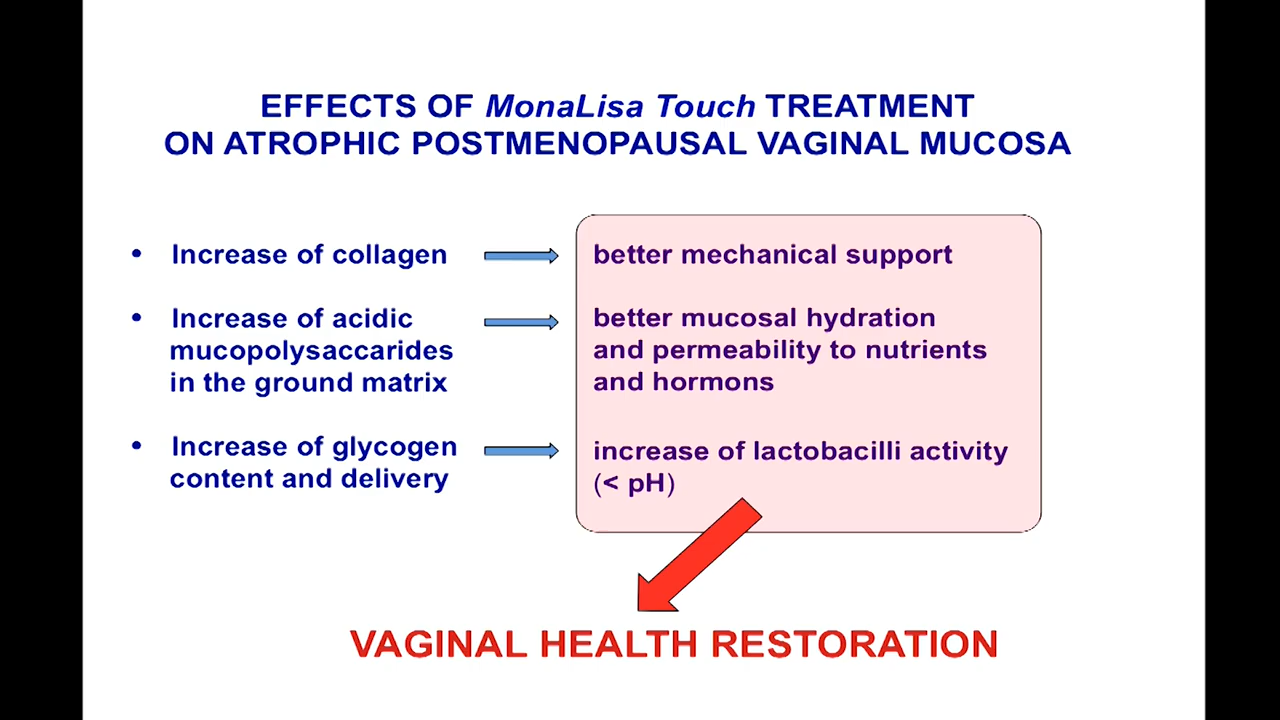 EFFECTS OF MonaLisa Touch TREATMENT
ON ATROPHIC POSTMENOPAUSAL VAGINAL MUCOSA
• Increase of collagen
better mechanical support
• Increase of acidic
mucopolysaccarides
in the ground matrix
better mucosal hydration
and permeability to nutrients
and hormons
• Increase of glycogen
content and delivery
increase of lactobacilli activity
(< pH)
VAGINAL HEALTH RESTORATION